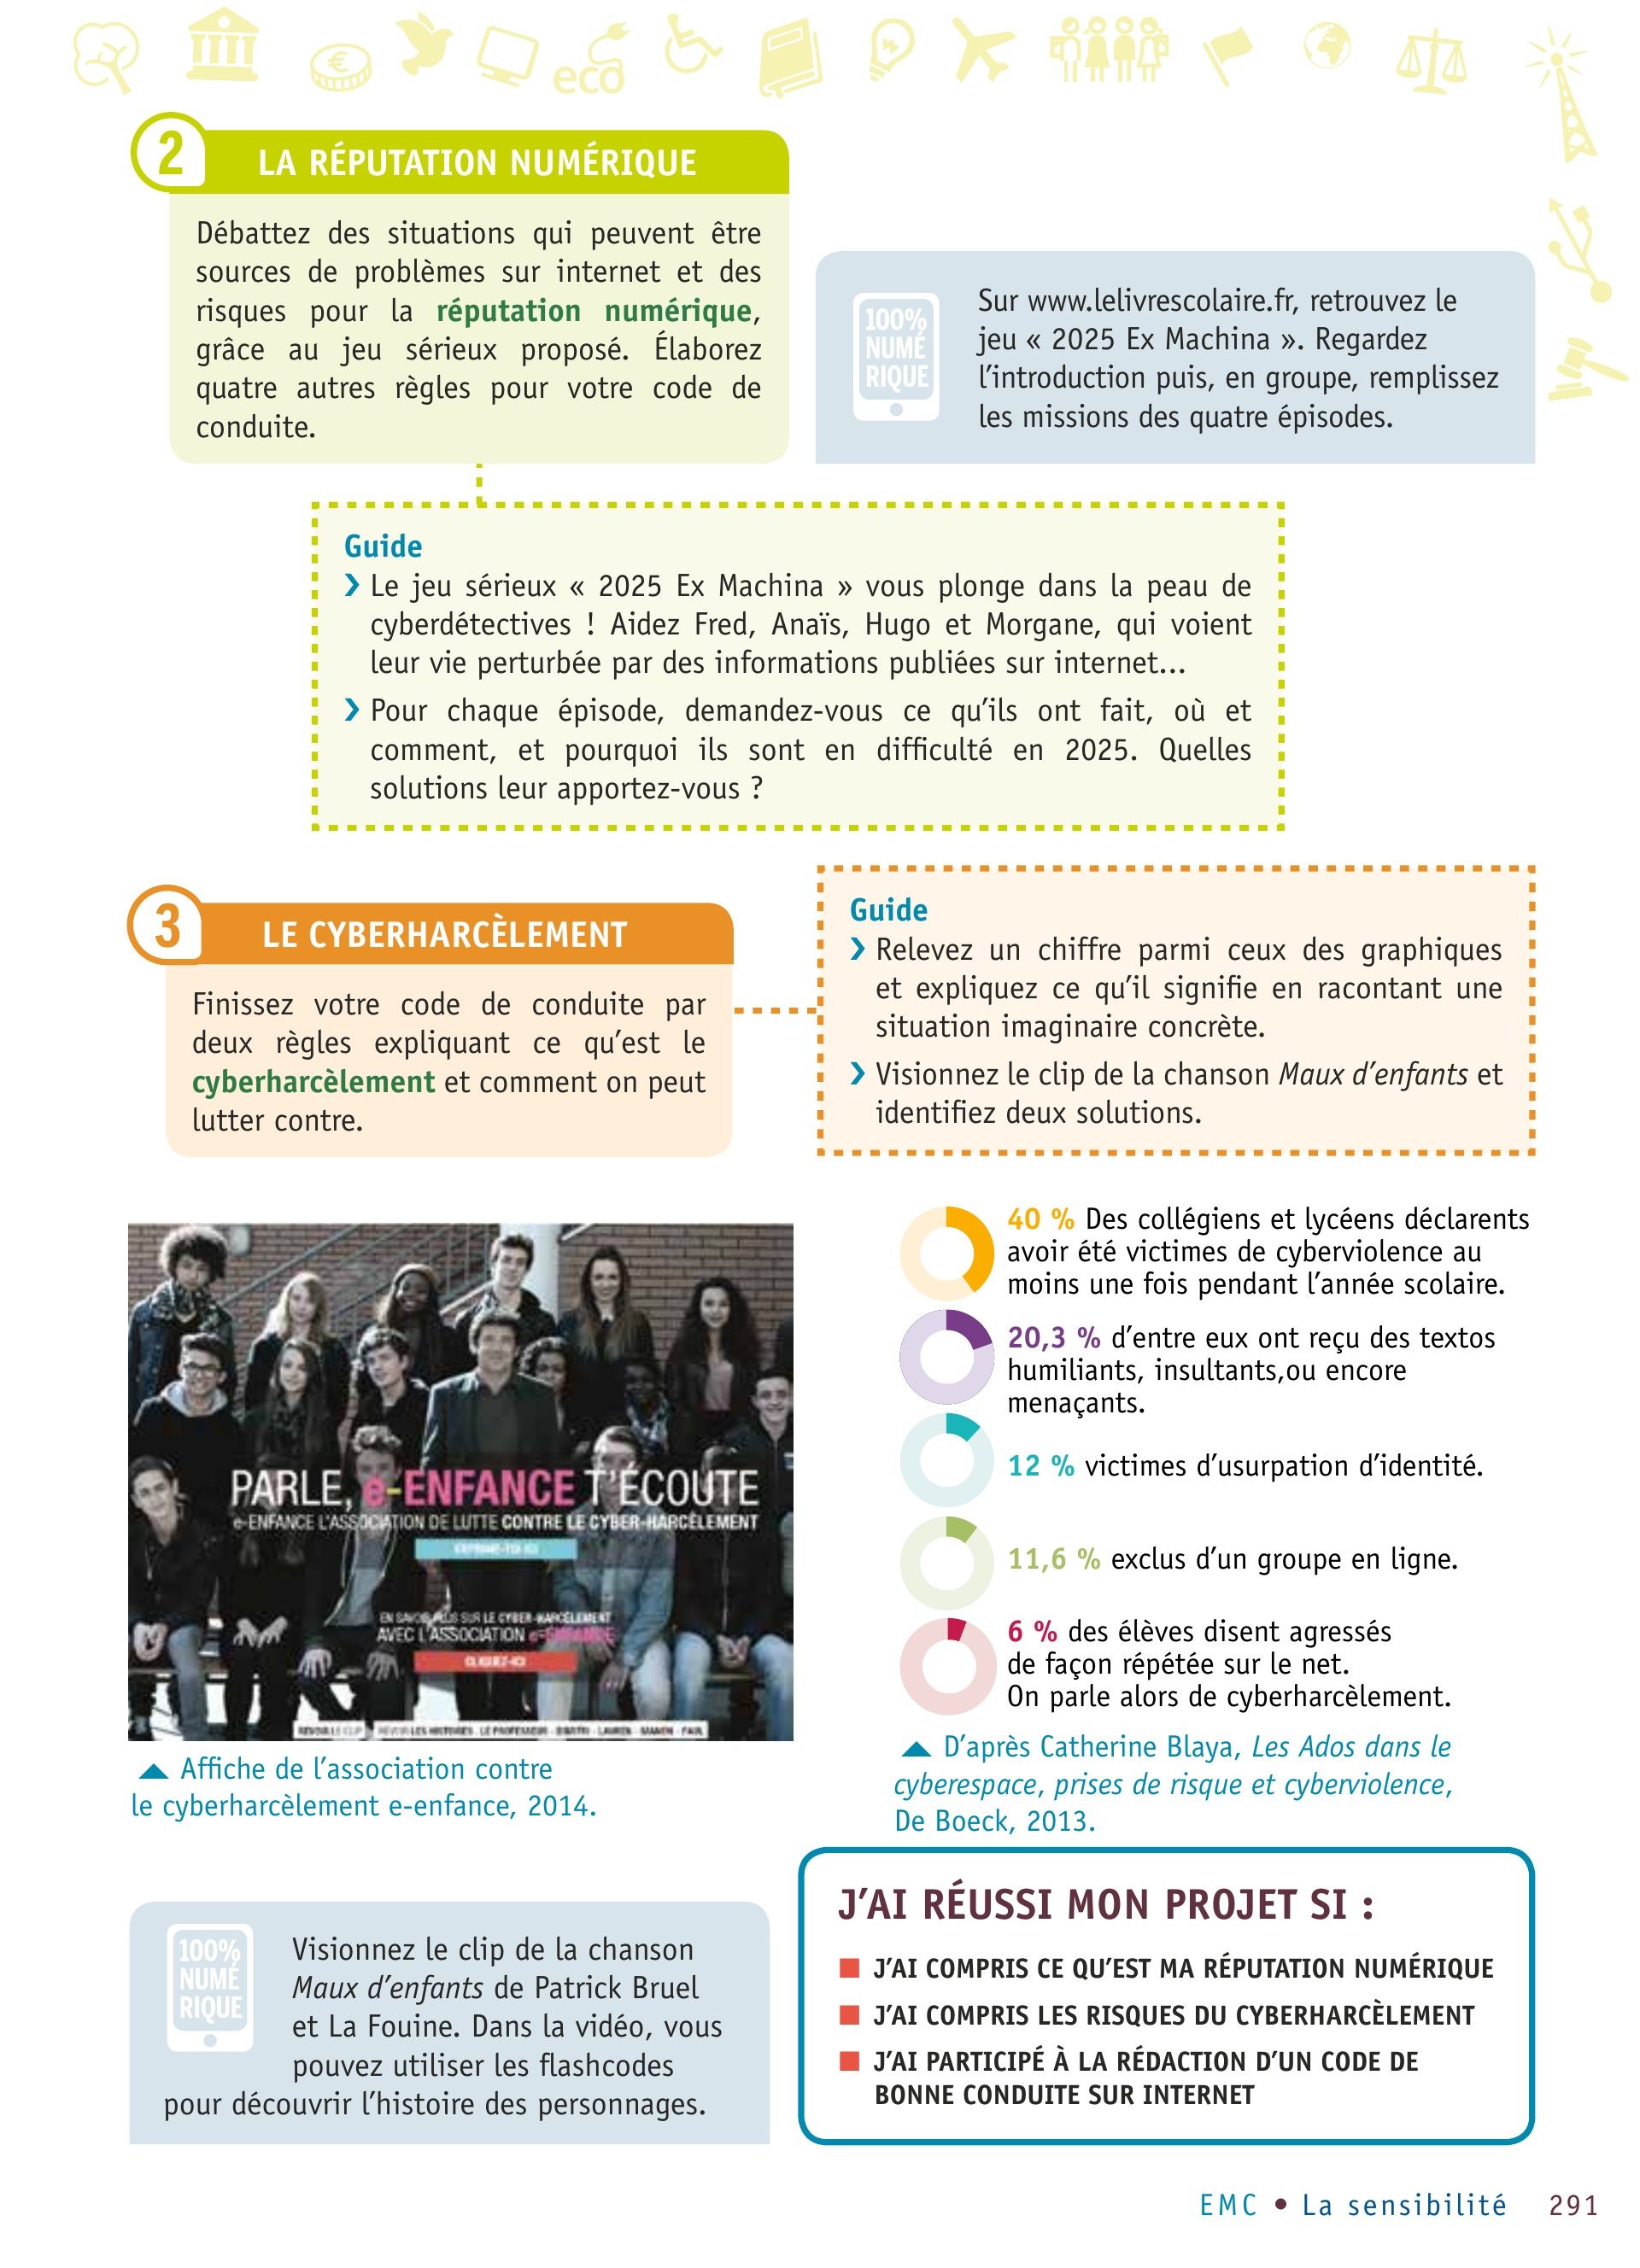 eco
2
LA RÉPUTATION NUMÉRIQUE
Débattez des situations qui peuvent être
sources de problèmes sur internet et des
risques pour la réputation numérique,
grâce au jeu sérieux proposé. Élaborez
quatre autres règles pour votre code de
conduite.
100%
NUMÉ
RIQUE
Sur www.lelivrescolaire.fr, retrouvez le
jeu « 2025 Ex Machina ». Regardez
l’introduction puis, en groupe, remplissez
les missions des quatre épisodes.
Guide
Le jeu sérieux « 2025 Ex Machina » vous plonge dans la peau de
cyberdétectives ! Aidez Fred, Anaïs, Hugo et Morgane, qui voient
leur vie perturbée par des informations publiées sur internet...
Pour chaque épisode, demandez-vous ce qu’ils ont fait, où et
comment, et pourquoi ils sont en difficulté en 2025. Quelles
solutions leur apportez-vous ?
3
LE CYBERHARCÈLEMENT
Finissez votre code de conduite par
deux règles expliquant ce qu’est le
cyberharcèlement et comment on peut
lutter contre.
Guide
Relevez un chiffre parmi ceux des graphiques
et expliquez ce qu’il signifie en racontant une
situation imaginaire concrète.
Visionnez le clip de la chanson Maux d’enfants et
identifiez deux solutions.
PARLE, e-ENFANCE T’ÉCOUTE
e-ENFANCE L’ASSOCIATION DE LUTTE CONTRE LE CYBER-HARCÈLEMENT
EXPRIME-TOI ICI
EN SAVOIR PLUS SUR LE CYBER-HARCÈLEMENT
AVEC L’ASSOCIATION e-ENFANCE
CLIQUEZ-ICI
REVOIR LE CLIP
REVOIR LES HISTOIRES : LE PROFESSEUR - DIMITRI - LAUREN - MANON - PAUL
Affiche de l’association contre
le cyberharcèlement e-enfance, 2014.
40 % Des collégiens et lycéens déclarents
avoir été victimes de cyberviolence au
moins une fois pendant l’année scolaire.
20,3 % d’entre eux ont reçu des textos
humiliants, insultants,ou encore
menaçants.
12 % victimes d’usurpation d’identité.
11,6 % exclus d’un groupe en ligne.
6 % des élèves disent agressés
de façon répétée sur le net.
On parle alors de cyberharcèlement.
D’après Catherine Blaya, Les Ados dans le
cyberespace, prises de risque et cyberviolence,
De Boeck, 2013.
100%
NUMÉ
RIQUE
Visionnez le clip de la chanson
Maux d’enfants de Patrick Bruel
et La Fouine. Dans la vidéo, vous
pouvez utiliser les flashcodes
pour découvrir l’histoire des personnages.
J’AI RÉUSSI MON PROJET SI :
J’AI COMPRIS CE QU’EST MA RÉPUTATION NUMÉRIQUE
J’AI COMPRIS LES RISQUES DU CYBERHARCÈLEMENT
J’AI PARTICIPÉ À LA RÉDACTION D’UN CODE DE
BONNE CONDUITE SUR INTERNET
EMC • La sensibilité 291